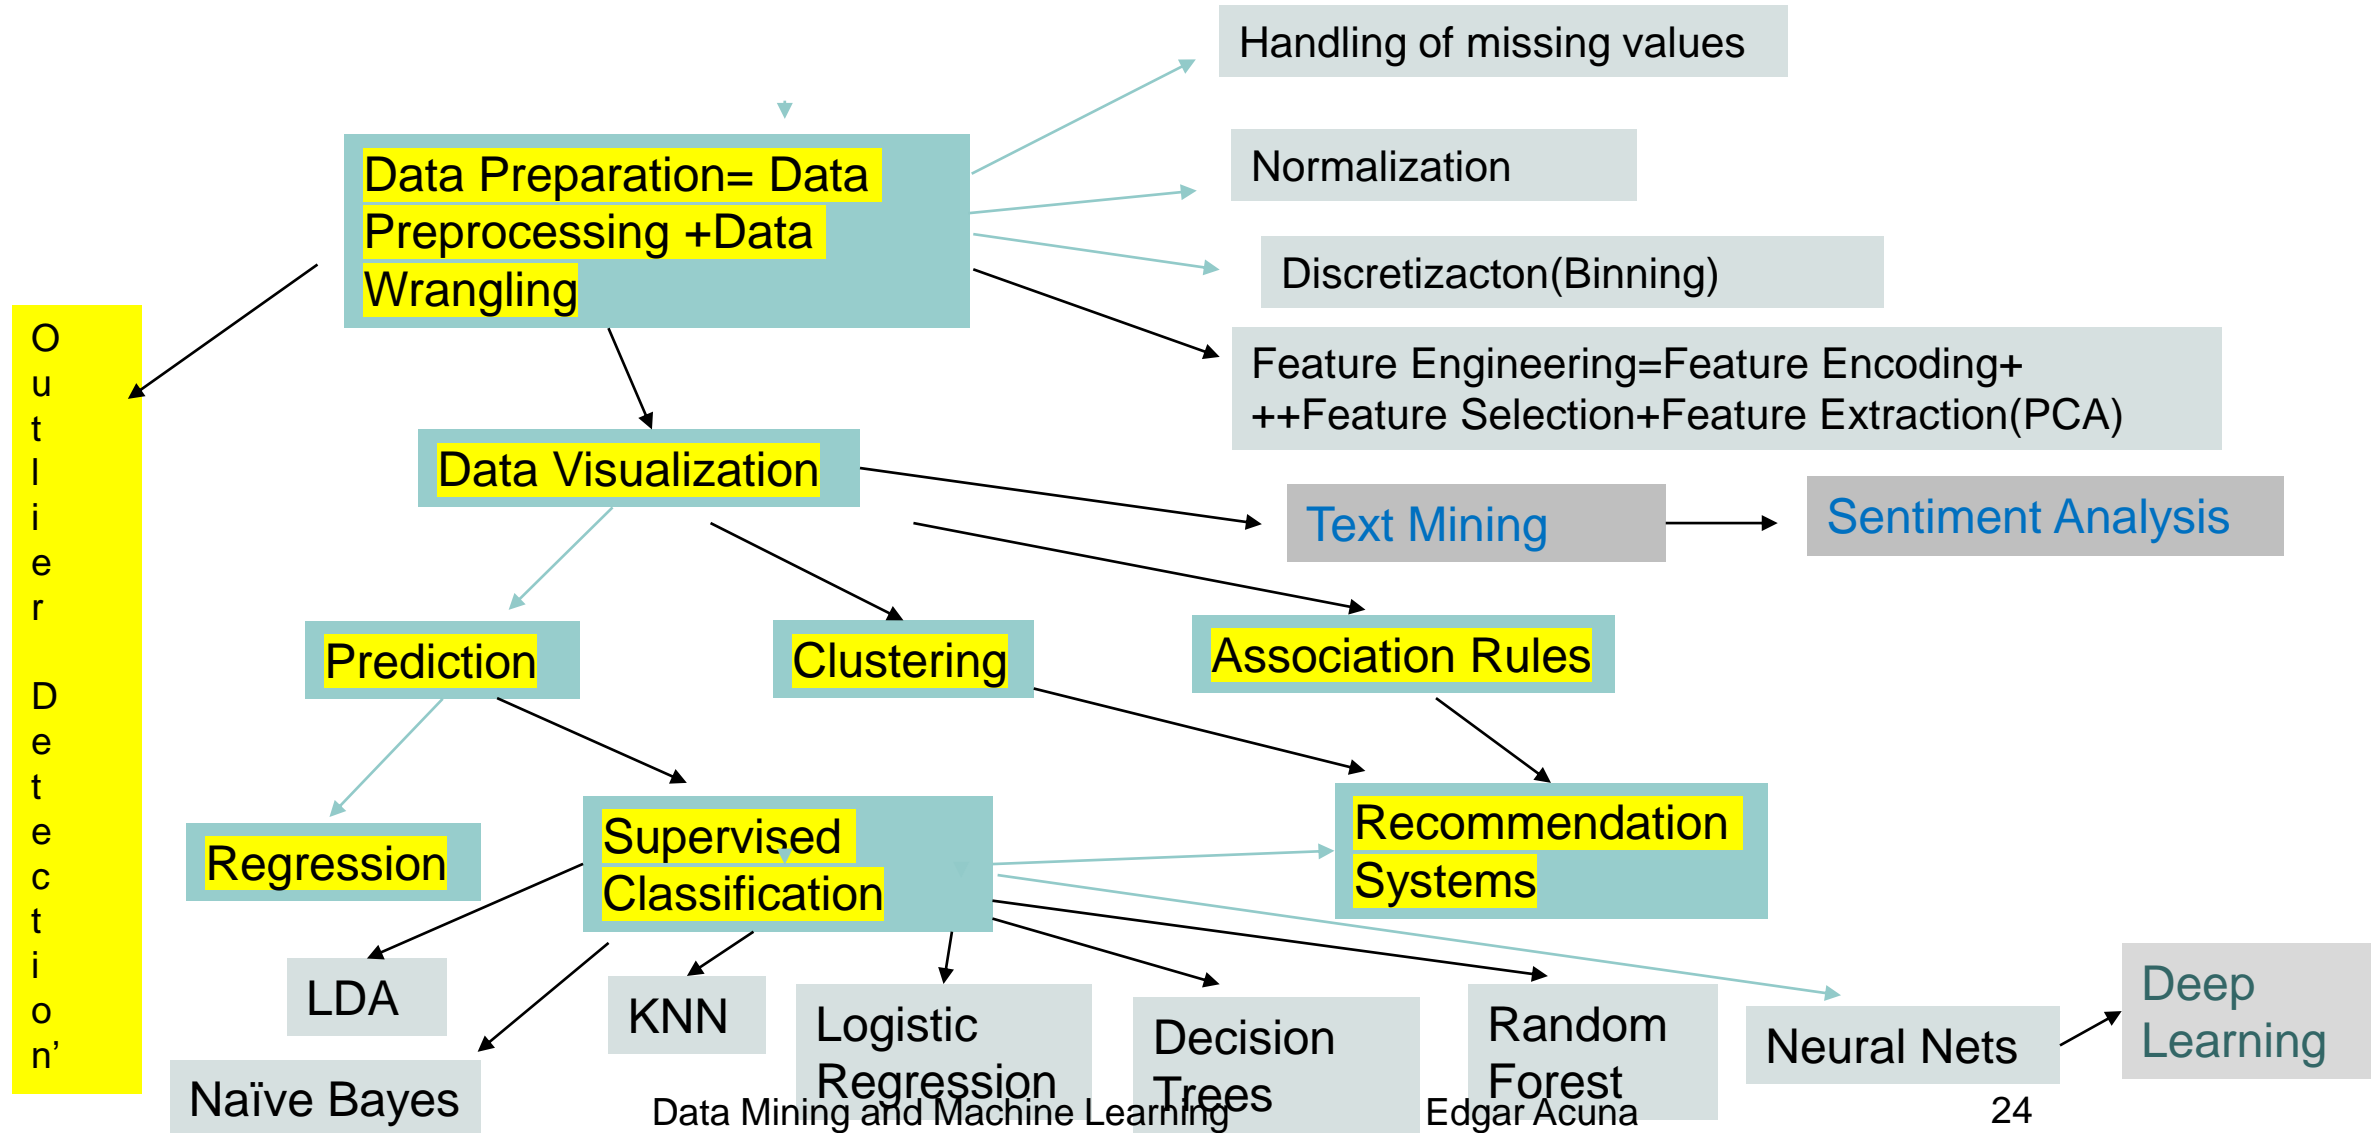 Handling of missing values
Normalization
Data Preparation= Data
Preprocessing +Data
Wrangling
Discretizacton(Binning)
Feature Engineering=Feature Encoding+
++Feature Selection+Feature Extraction(PCA)
O
u
t
l
i
e
r
D
e
t
e
c
t
i
o
n’
Data Visualization
Text Mining
Sentiment Analysis
Prediction
Clustering
Association Rules
Regression
Supervised
Classification
Recommendation
Systems
LDA
Naïve Bayes
KNN
Logistic
Regression
Decision
Trees
Random
Forest
Neural Nets
Deep
Learning
Data Mining and Machine Learning
Edgar Acuna
24